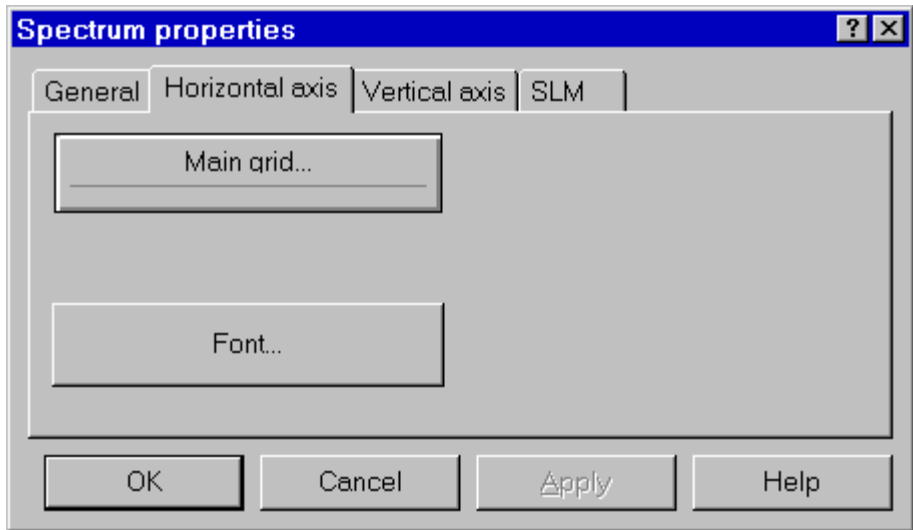 Spectrum properties
General Horizontal axis Vertical axis SLM
Main grid...
Font...
OK Cancel Apply Help